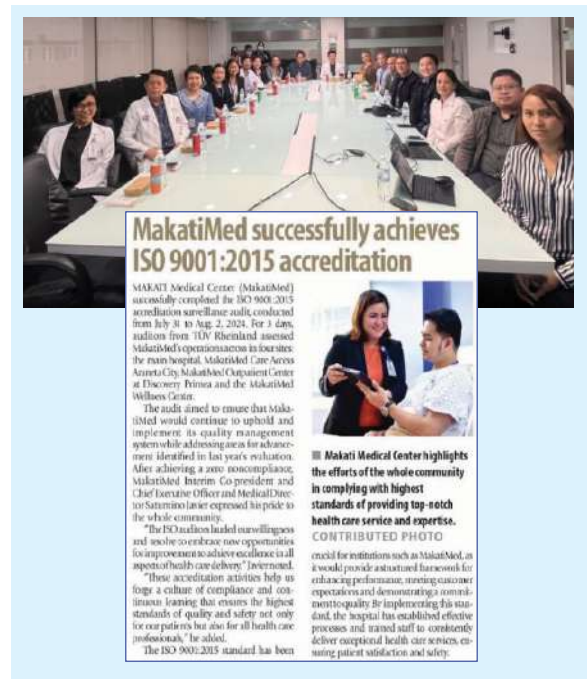 MakatiMed successfully achieves
ISO 9001:2015 accreditation
MAKATI Medical Center (MakatiMed)
successfully completed the ISO 9001:2015
accreditation surveillance audit, conducted
from July 31 to Aug. 2, 2024. For 3 days,
auditors from TÜV Rheinland assessed
MakatiMed's operations across its four sites:
the main hospital, MakatiMed Care Access
Araneta City, MakatiMed Outpatient Center
at Discovery Primea and the MakatiMed
Wellness Center.
The audit aimed to ensure that Maka-
tiMed would continue to uphold and
implement its quality management
system while addressing areas for advance-
ment identified in last year's evaluation.
After achieving a zero noncompliance,
MakatiMed Interim Co-president and
Chief Executive Officer and Medical Direc-
tor Saturnino Javier expressed his pride to
the whole community.
"The ISO auditors lauded our willingness
and resolve to embrace new opportunities
for improvement to achieve excellence in all
aspects of health care delivery," Javier noted.
"These accreditation activities help us
forge a culture of compliance and con-
tinuous learning that ensures the highest
standards of quality and safety not only
for our patients but also for all health care
professionals," he added.
The ISO 9001:2015 standard has been
■ Makati Medical Center highlights
the efforts of the whole community
in complying with highest
standards of providing top-notch
health care service and expertise.
CONTRIBUTED PHOTO
crucial for institutions such as MakatiMed, as
it would provide a structured framework for
enhancing performance, meeting customer
expectations and demonstrating a commit-
ment to quality. By implementing this stan-
dard, the hospital has established effective
processes and trained staff to consistently
deliver exceptional health care services, en-
suring patient satisfaction and safety.